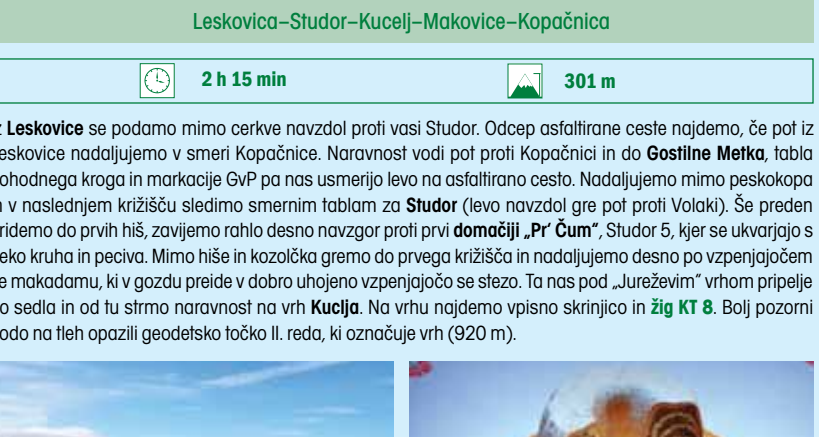 Leskovica–Studor–Kucelj–Makovice–Kopačnica
2 h 15 min
301 m
Leskovice se podamo mimo cerkve navzdol proti vasi Studor. Odcep asfaltirane ceste najdemo, če pot iz
eskovice nadaljujemo v smeri Kopačnice. Naravnost vodi pot proti Kopačnici in do Gostilne Metka, tabla
ohodnega kroga in markacije GvP pa nas usmerijo levo na asfaltirano cesto. Nadaljujemo mimo peskokopa
v naslednjem križišču sledimo smernim tablam za Studor (levo navzdol gre pot proti Volaki). Še preden
ridemo do prvih hiš, zavijemo rahlo desno navzgor proti prvi domačiji „Pr’ Čum“, Studor 5, kjer se ukvarjajo s
eko kruha in peciva. Mimo hiše in kozolčka gremo do prvega križišča in nadaljujemo desno po vzpenjajočem
e makadamu, ki v gozdu preide v dobro uhojeno vzpenjajočo se stezo. Ta nas pod „Jureževim“ vrhom pripelje
o sedla in od tu strmo naravnost na vrh Kuclja. Na vrhu najdemo vpisno skrinjico in žig KT 8. Bolj pozorni
odo na tleh opazili geodetsko točko II. reda, ki označuje vrh (920 m).